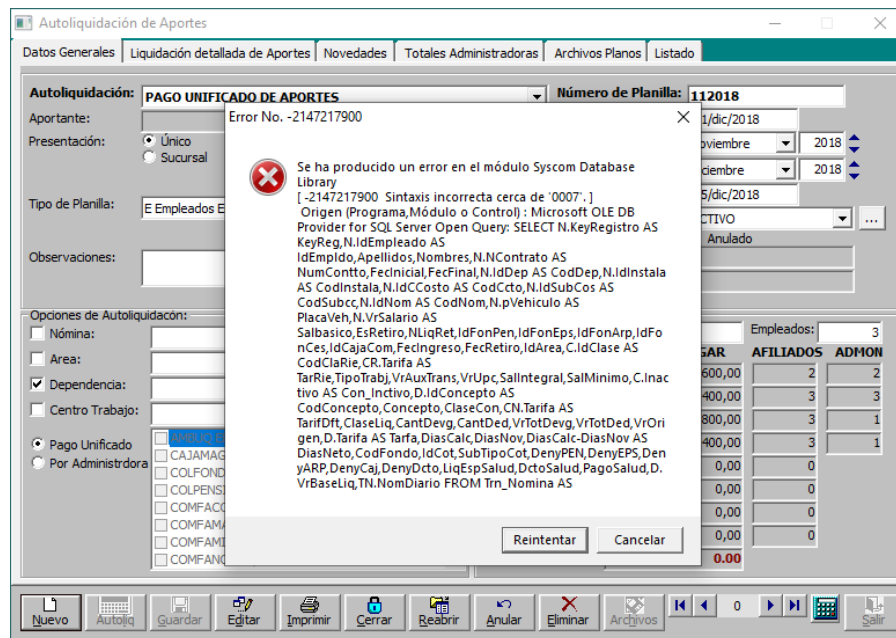 Autoliquidación de Aportes
Datos Generales Liquidación detallada de Aportes Novedades Totales Administradoras Archivos Planos Listado
Autoliquidación: PAGO UNIFICADO DE APORTES Número de Planilla: 112018
Aportante: 1/dic/2018
Presentación: Único
Sucursal
oviembre 2018
ciembre 2018
5/dic/2018
Tipo de Planilla: E Empleados E
CTIVO ...
Anulado
Observaciones:
Error No. -2147217900
Se ha producido un error en el módulo Syscom Database
Library
[ -2147217900 Sintaxis incorrecta cerca de '0007'. ]
Origen (Programa,Módulo o Control) : Microsoft OLE DB
Provider for SQL Server Open Query: SELECT N.KeyRegistro AS
KeyReg,N.IdEmpleado AS
IdEmpldo,Apellidos,Nombres,N.NContrato AS
NumContto,FecInicial,FecFinal,N.IdDep AS CodDep,N.IdInstala
AS CodInstala,N.IdCCosto AS CodCcto,N.IdSubCos AS
CodSubcc,N.IdNom AS CodNom,N.pVehiculo AS
PlacaVeh,N.VrSalario AS
Salbasico,EsRetiro,NLiqRet,IdFonPen,IdFonEps,IdFonArp,IdFo
nCes,IdCajaCom,FecIngreso,FecRetiro,IdArea,C.IdClase AS
CodClaRie,CR.Tarifa AS
TarRie,TipoTrabj,VrAuxTrans,VrUpc,SalIntegral,SalMinimo,C.Inac
tivo AS Con_Inctivo,D.IdConcepto AS
CodConcepto,Concepto,ClaseCon,CN.Tarifa AS
TarifDft,ClaseLiq,CantDevg,CantDed,VrTotDevg,VrTotDed,VrOri
gen,D.Tarifa AS Tarfa,DiasCalc,DiasNov,DiasCalc-DiasNov AS
DiasNeto,CodFondo,IdCot,SubTipoCot,DenyPEN,DenyEPS,Den
yARP,DenyCaj,DenyDcto,LiqEspSalud,DctoSalud,PagoSalud,D.
VrBaseLiq,TN.NomDiario FROM Trn_Nomina AS
Reintentar Cancelar
Opciones de Autoliquidacón:
Nómina:
Area:
Dependencia:
Centro Trabajo:
Pago Unificado
Por Administrdora
AMBUQ E
CAJAMAG
COLFOND
COLPENSI
COMFACO
COMFAMA
COMFAMI
COMFANO
Empleados: 3
GAR AFILIADOS ADMON
600,00 2 2
400,00 3 3
800,00 3 1
400,00 3 1
0,00 0
0,00 0
0,00 0
0,00 0
0.00
Nuevo Autoliq Guardar Editar Imprimir Cerrar Reabrir Anular Eliminar Archivos 0 Salir